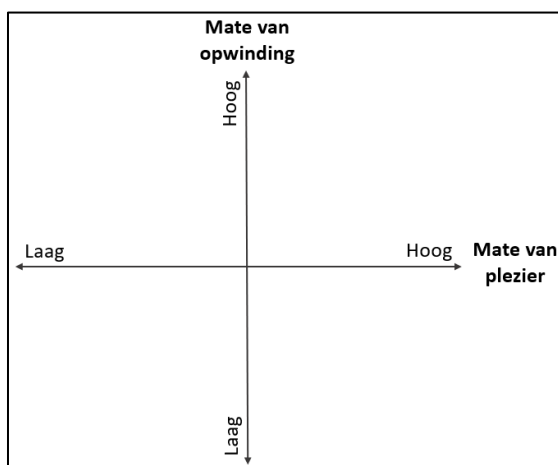 Mate van
opwinding
Hoog
Laag
Hoog
Mate van
plezier
Laag